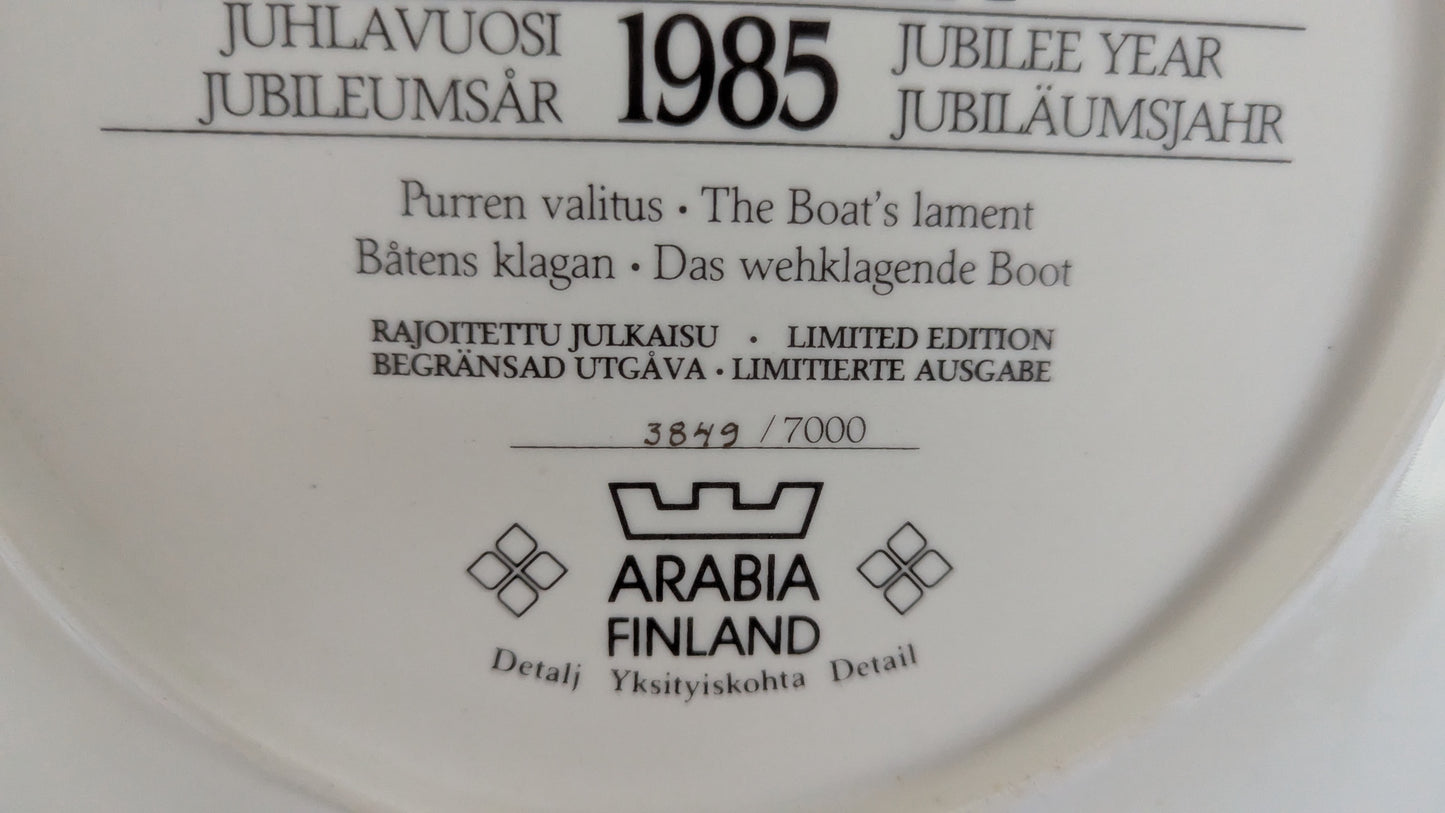 JUHLAVUOSI 1985 JUBILEE YEAR
JUBILEUMSÅR JUBILÄUMSJAHR
Purren valitus · The Boat's lament
Båtens klagan · Das wehklagende Boot
RAJOITETTU JULKAISU · LIMITED EDITION
BEGRÄNSAD UTGÅVA · LIMITIERTE AUSGABE
3849 / 7000
ARABIA
FINLAND
Detalj Yksityiskohta Detail